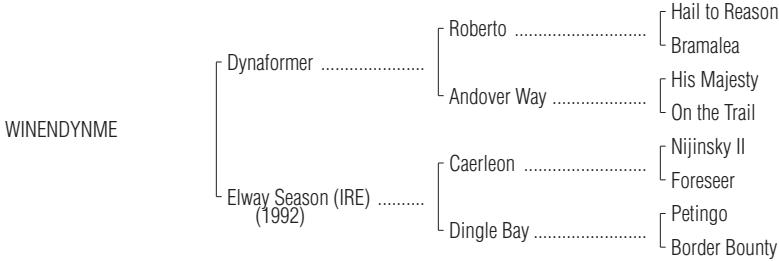 Hail to Reason
Roberto ............................
Bramalea
Dynaformer ......................
His Majesty
Andover Way ....................
On the Trail
WINENDYNME
Nijinsky II
Caerleon ..........................
Foreseer
Elway Season (IRE) ..........
(1992)
Petingo
Dingle Bay ........................
Border Bounty